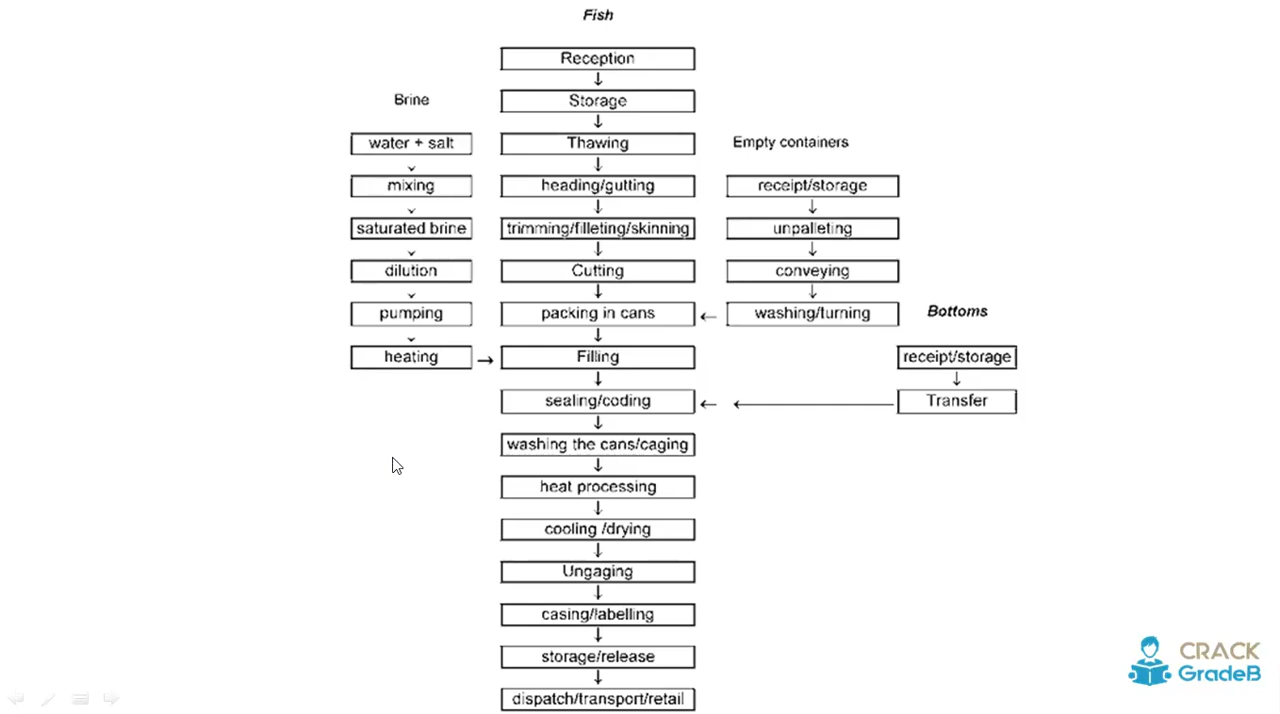 Fish
Reception
Storage
Thawing
heading/gutting
trimming/filleting/skinning
Cutting
packing in cans
Filling
sealing/coding
washing the cans/caging
heat processing
cooling /drying
Ungaging
casing/labelling
storage/release
dispatch/transport/retail
Brine
water + salt
mixing
saturated brine
dilution
pumping
heating
Empty containers
receipt/storage
unpalleting
conveying
washing/turning
Bottoms
receipt/storage
Transfer
CRACK
GradeB